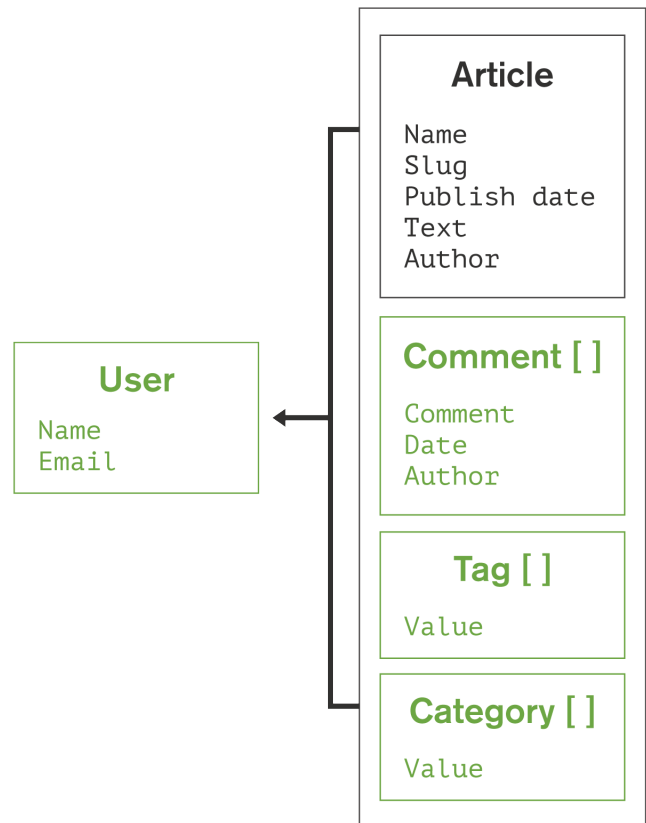 Article
Name
Slug
Publish date
Text
Author
User
Name
Email
Comment [ ]
Comment
Date
Author
Tag [ ]
Value
Category [ ]
Value